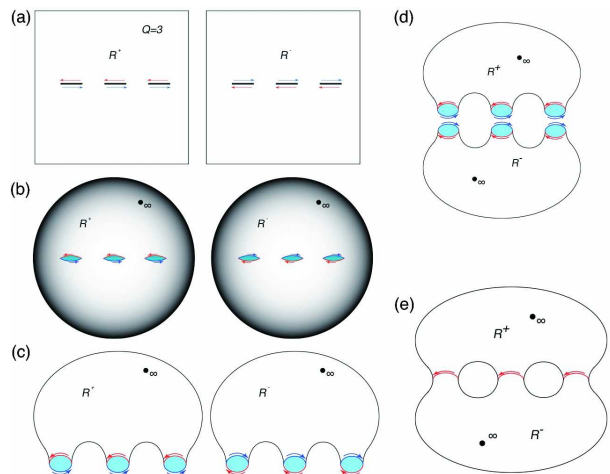 (a)
Q=3
R⁺
R⁻
(b)
R⁺
∞
R⁻
∞
(c)
R⁺
∞
R⁻
∞
(d)
R⁺
∞
R⁻
∞
(e)
R⁺
∞
R⁻
∞